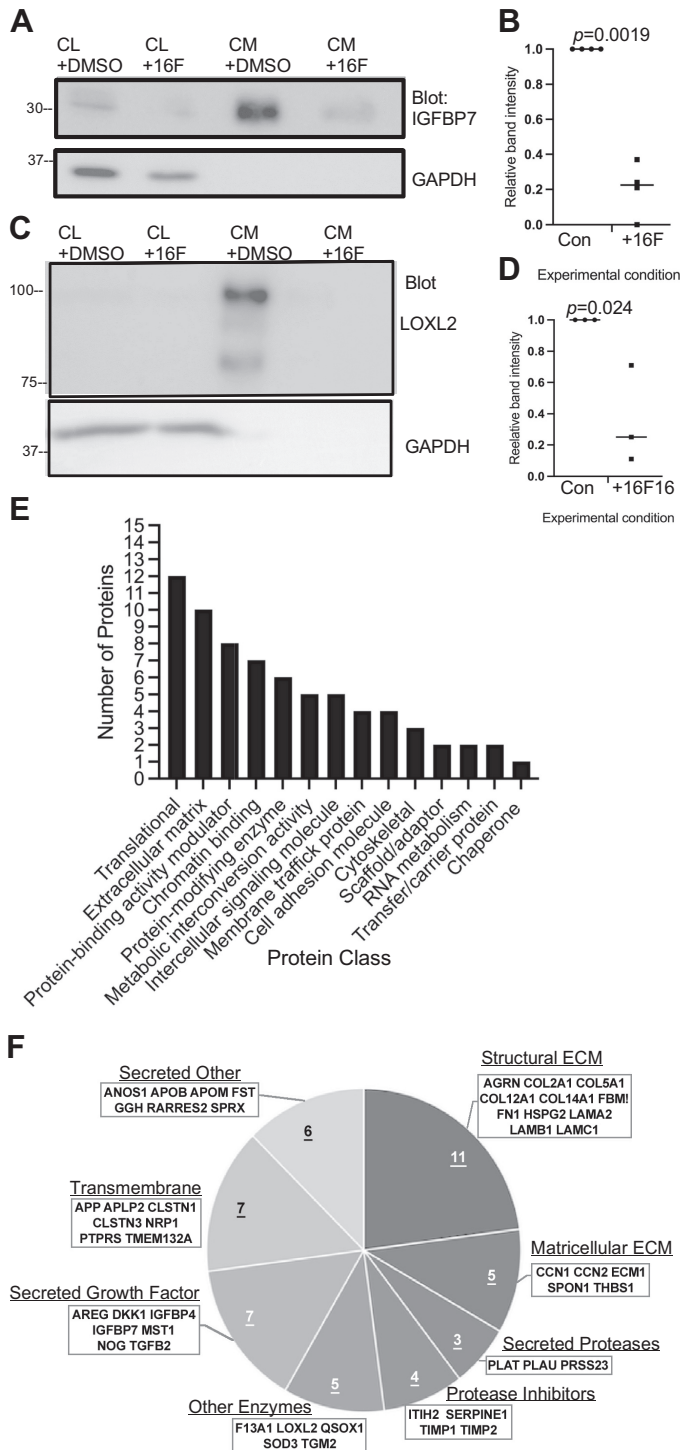 A
CL CL CM CM
+DMSO +16F +DMSO +16F
30--
Blot:
IGFBP7
37--
GAPDH
B
p=0.0019
Relative band intensity
1.0
0.8
0.6
0.4
0.2
0.0
Con +16F
Experimental condition
C
CL CL CM CM
+DMSO +16F +DMSO +16F
100--
Blot
LOXL2
75--
37--
GAPDH
D
p=0.024
Reelative band intensity
1.0
0.8
0.6
0.4
0.2
0.0
Con +16F16
Experimental condition
E
Number of Proteins
15
14
13
12
11
10
9
8
7
6
5
4
3
2
1
0
Translational
Extracellular matrix
Protein-binding activity modulator
Chromatin binding
Protein-modifying enzyme
Metabolic interconversion activity
Intercellular signaling molecule
Membrane traffick protein
Cell adhesion molecule
Cytoskeletal
Scaffold/adaptor
RNA metabolism
Transfer/carrier protein
Chaperone
Protein Class
F
Structural ECM
AGRN COL2A1 COL5A1
COL12A1 COL14A1 FBM!
FN1 HSPG2 LAMA2
LAMB1 LAMC1
11
Matricellular ECM
CCN1 CCN2 ECM1
SPON1 THBS1
5
Secreted Proteases
PLAT PLAU PRSS23
3
Protease Inhibitors
ITIH2 SERPINE1
TIMP1 TIMP2
4
Other Enzymes
F13A1 LOXL2 QSOX1
SOD3 TGM2
5
Secreted Growth Factor
AREG DKK1 IGFBP4
IGFBP7 MST1
NOG TGFB2
7
Transmembrane
APP APLP2 CLSTN1
CLSTN3 NRP1
PTPRS TMEM132A
7
Secreted Other
ANOS1 APOB APOM FST
GGH RARRES2 SPRX
6